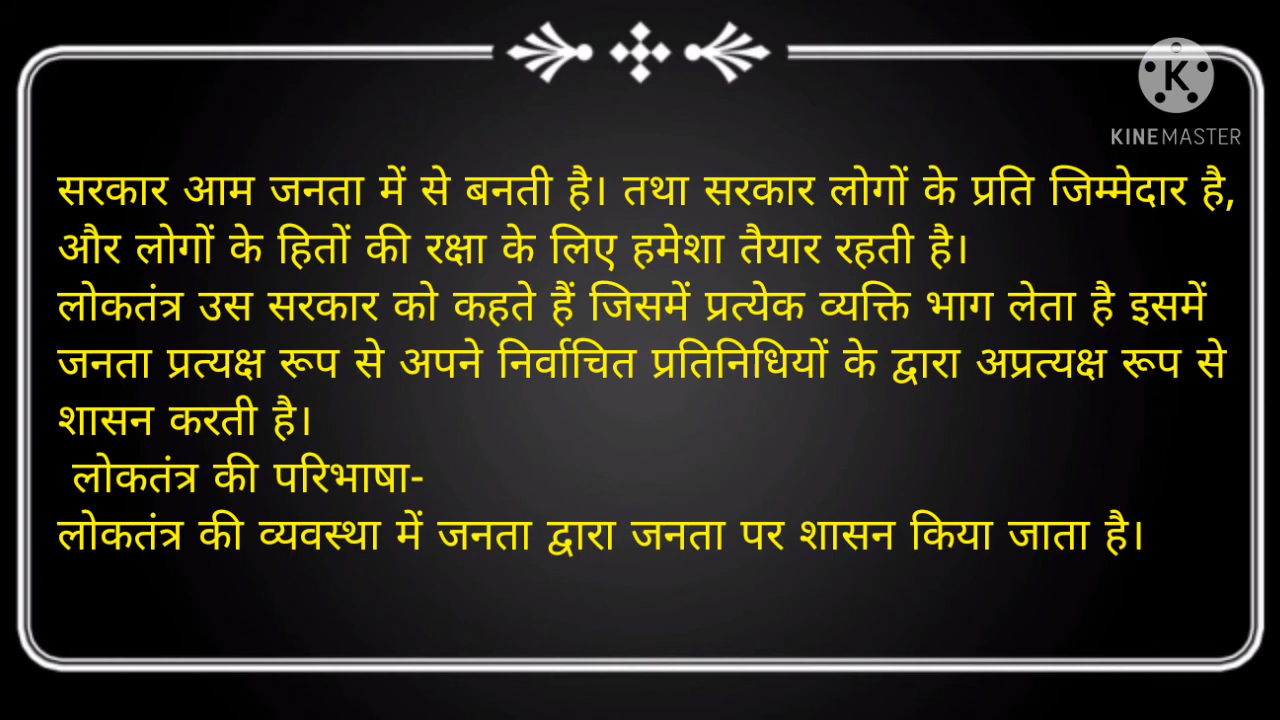 KINEMASTER
सरकार आम जनता में से बनती है। तथा सरकार लोगों के प्रति जिम्मेदार है,
और लोगों के हितों की रक्षा के लिए हमेशा तैयार रहती है।
लोकतंत्र उस सरकार को कहते हैं जिसमें प्रत्येक व्यक्ति भाग लेता है इसमें
जनता प्रत्यक्ष रूप से अपने निर्वाचित प्रतिनिधियों के द्वारा अप्रत्यक्ष रूप से
शासन करती है।
लोकतंत्र की परिभाषा-
लोकतंत्र की व्यवस्था में जनता द्वारा जनता पर शासन किया जाता है।